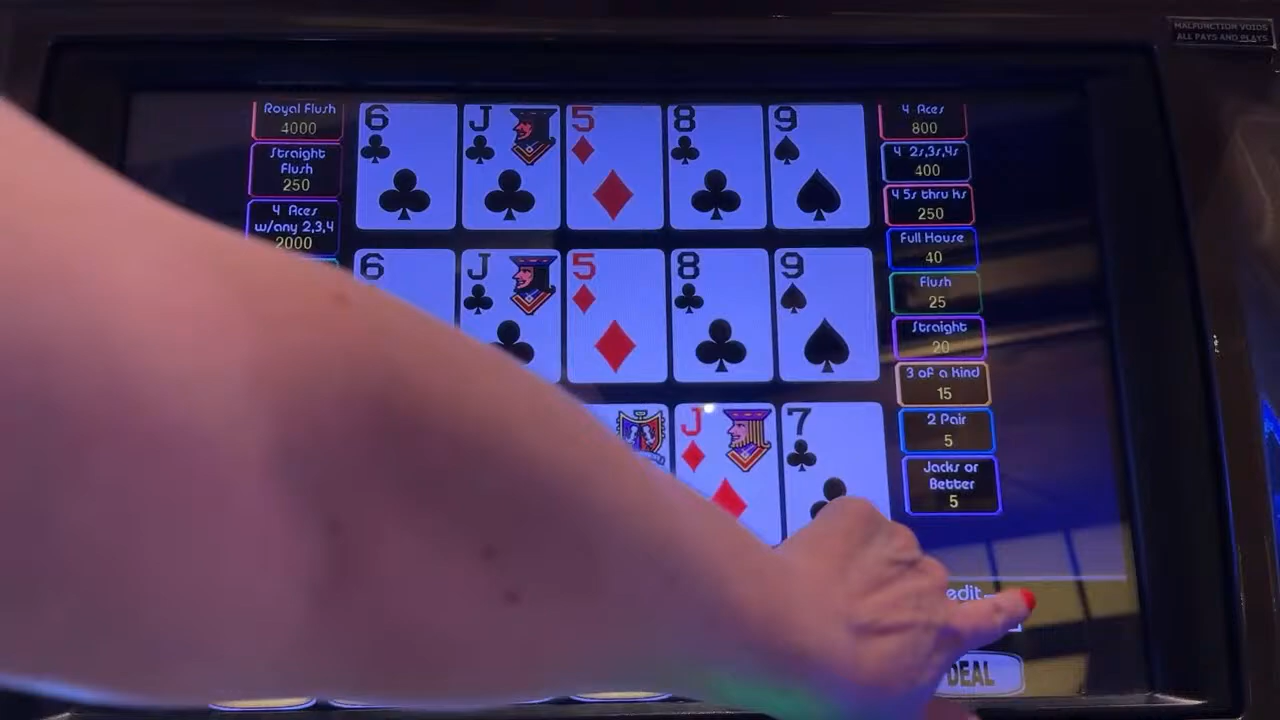 MALFUNCTION VOIDS
ALL PAYS AND PLAYS
Royal Flush
4000
Straight
Flush
250
4 Aces
w/any 2,3,4
2000
6
J
5
8
9
4 Aces
800
4 2s,3s,4s
400
4 5s thru Ks
250
Full House
40
Flush
25
Straight
20
3 of a Kind
15
2 Pair
5
Jacks or
Better
5
6
J
5
8
9
J
7
edit
DEAL